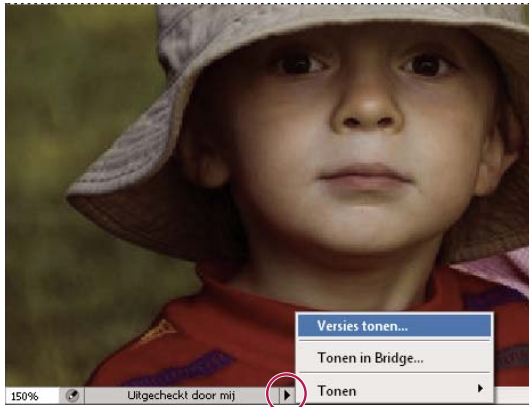 Versies tonen...
Tonen in Bridge...
Tonen
150% Uitgecheckt door mij